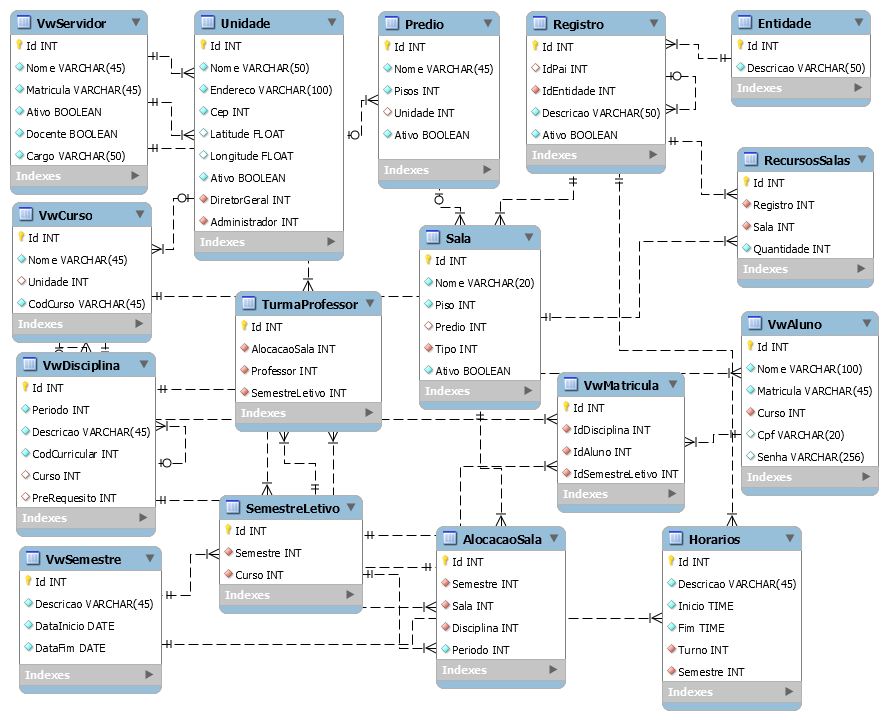 VwServidor
Id INT
Nome VARCHAR(45)
Matricula VARCHAR(45)
Ativo BOOLEAN
Docente BOOLEAN
Cargo VARCHAR(50)
Indexes
Unidade
Id INT
Nome VARCHAR(50)
Endereco VARCHAR(100)
Cep INT
Latitude FLOAT
Longitude FLOAT
Ativo BOOLEAN
DiretorGeral INT
Administrador INT
Indexes
Predio
Id INT
Nome VARCHAR(45)
Pisos INT
Unidade INT
Ativo BOOLEAN
Indexes
Registro
Id INT
IdPai INT
IdEntidade INT
Descricao VARCHAR(50)
Ativo BOOLEAN
Indexes
Entidade
Id INT
Descricao VARCHAR(50)
Indexes
RecursosSalas
Id INT
Registro INT
Sala INT
Quantidade INT
Indexes
VwCurso
Id INT
Nome VARCHAR(45)
Unidade INT
CodCurso VARCHAR(45)
Indexes
Sala
Id INT
Nome VARCHAR(20)
Piso INT
Predio INT
Tipo INT
Ativo BOOLEAN
Indexes
TurmaProfessor
Id INT
AlocacaoSala INT
Professor INT
SemestreLetivo INT
Indexes
VwAluno
Id INT
Nome VARCHAR(100)
Matricula VARCHAR(45)
Curso INT
Cpf VARCHAR(20)
Senha VARCHAR(256)
Indexes
VwDisciplina
Id INT
Periodo INT
Descricao VARCHAR(45)
CodCurricular INT
Curso INT
PreRequesito INT
Indexes
VwMatricula
Id INT
IdDisciplina INT
IdAluno INT
IdSemestreLetivo INT
Indexes
SemestreLetivo
Id INT
Semestre INT
Curso INT
Indexes
VwSemestre
Id INT
Descricao VARCHAR(45)
DataInicio DATE
DataFim DATE
Indexes
AlocacaoSala
Id INT
Semestre INT
Sala INT
Disciplina INT
Periodo INT
Indexes
Horarios
Id INT
Descricao VARCHAR(45)
Inicio TIME
Fim TIME
Turno INT
Semestre INT
Indexes